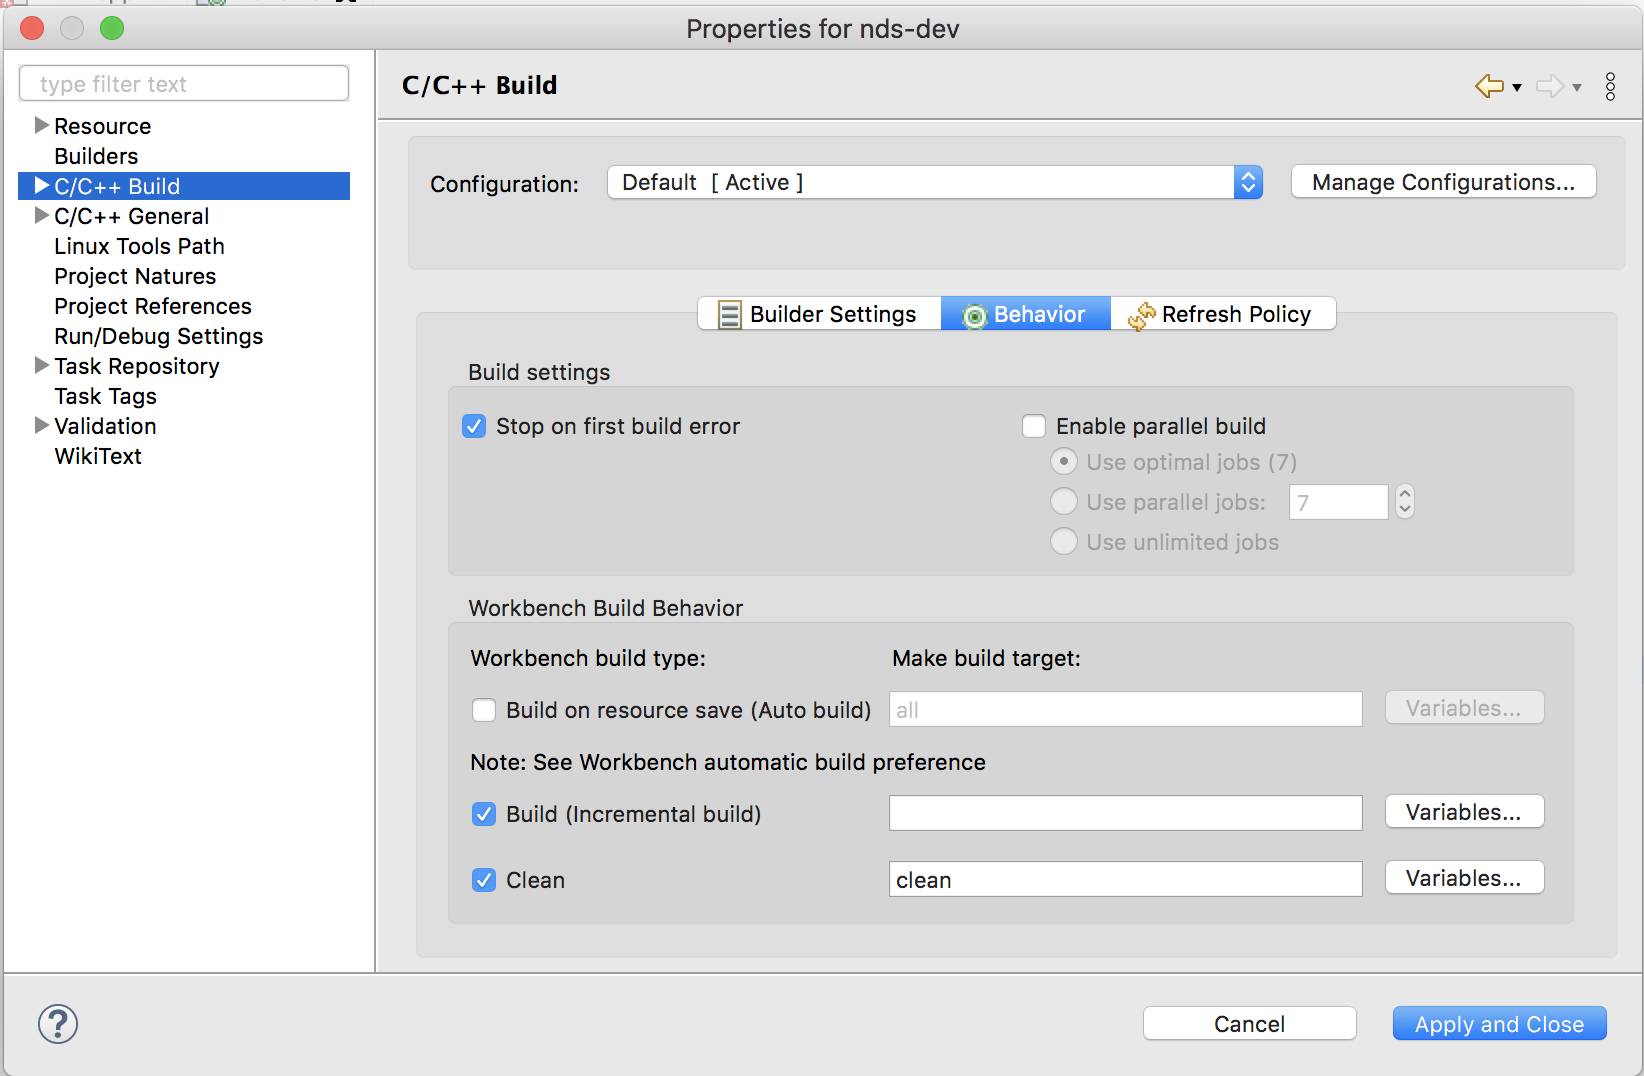 Properties for nds-dev
type filter text
Resource
Builders
C/C++ Build
C/C++ General
Linux Tools Path
Project Natures
Project References
Run/Debug Settings
Task Repository
Task Tags
Validation
WikiText
C/C++ Build
Configuration: Default [ Active ] Manage Configurations...
Builder Settings Behavior Refresh Policy
Build settings
Stop on first build error Enable parallel build
Use optimal jobs (7)
Use parallel jobs: 7
Use unlimited jobs
Workbench Build Behavior
Workbench build type: Make build target:
Build on resource save (Auto build) all Variables...
Note: See Workbench automatic build preference
Build (Incremental build) Variables...
Clean clean Variables...
? Cancel Apply and Close